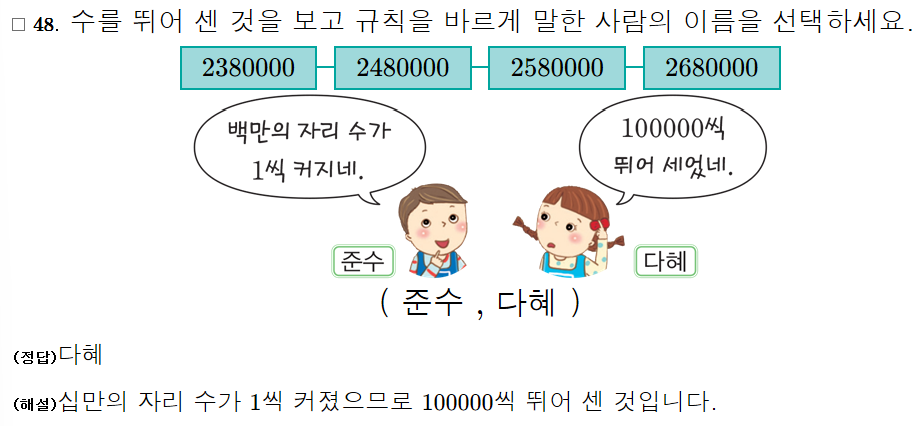 □ 48. 수를 뛰어 센 것을 보고 규칙을 바르게 말한 사람의 이름을 선택하세요.
2380000 2480000 2580000 2680000
백만의 자리 수가
1씩 커지네.
100000씩
뛰어 세었네.
준수
다혜
( 준수 , 다혜 )
(정답)다혜
(해설)십만의 자리 수가 1씩 커졌으므로 100000씩 뛰어 센 것입니다.